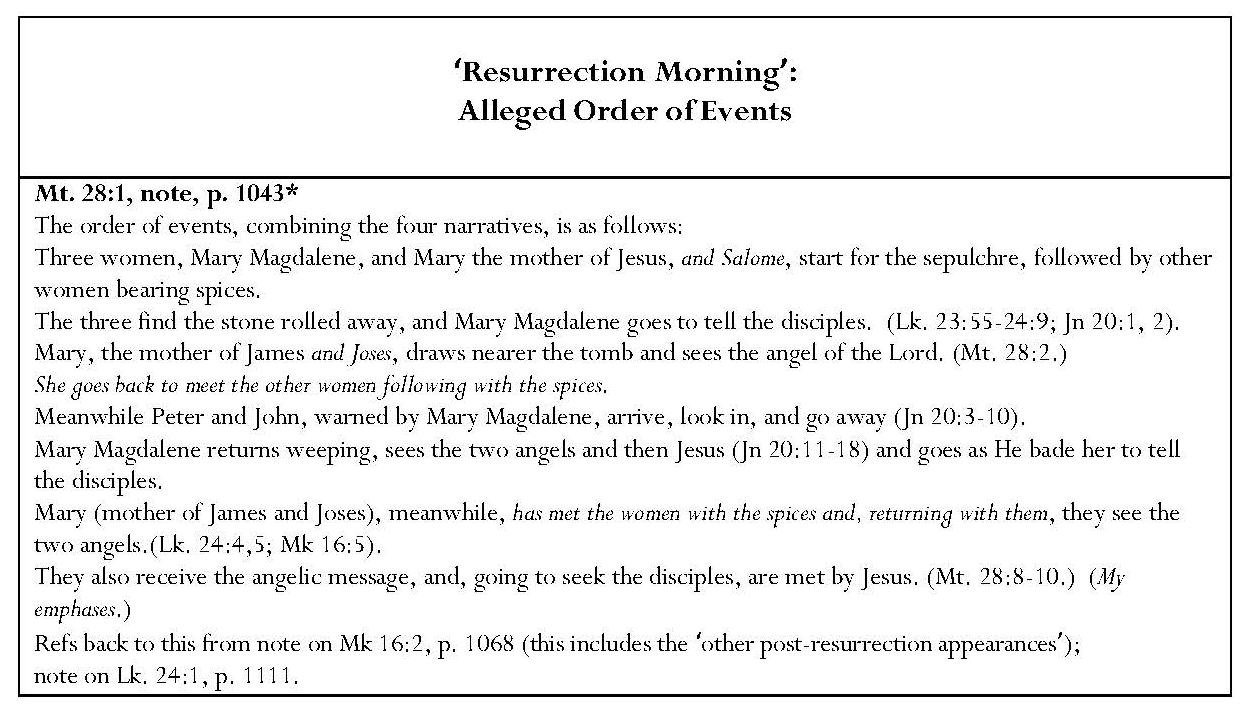 ‘Resurrection Morning’:
Alleged Order of Events
Mt. 28:1, note, p. 1043*
The order of events, combining the four narratives, is as follows:
Three women, Mary Magdalene, and Mary the mother of Jesus, and Salome, start for the sepulchre, followed by other
women bearing spices.
The three find the stone rolled away, and Mary Magdalene goes to tell the disciples.  (Lk. 23:55-24:9; Jn 20:1, 2).
Mary, the mother of James and Joses, draws nearer the tomb and sees the angel of the Lord. (Mt. 28:2.)
She goes back to meet the other women following with the spices.
Meanwhile Peter and John, warned by Mary Magdalene, arrive, look in, and go away (Jn 20:3-10).
Mary Magdalene returns weeping, sees the two angels and then Jesus (Jn 20:11-18) and goes as He bade her to tell
the disciples.
Mary (mother of James and Joses), meanwhile, has met the women with the spices and, returning with them, they see the
two angels.(Lk. 24:4,5; Mk 16:5).
They also receive the angelic message, and, going to seek the disciples, are met by Jesus. (Mt. 28:8-10.)  (My
emphases.)
Refs back to this from note on Mk 16:2, p. 1068 (this includes the ‘other post-resurrection appearances’);
note on Lk. 24:1, p. 1111.